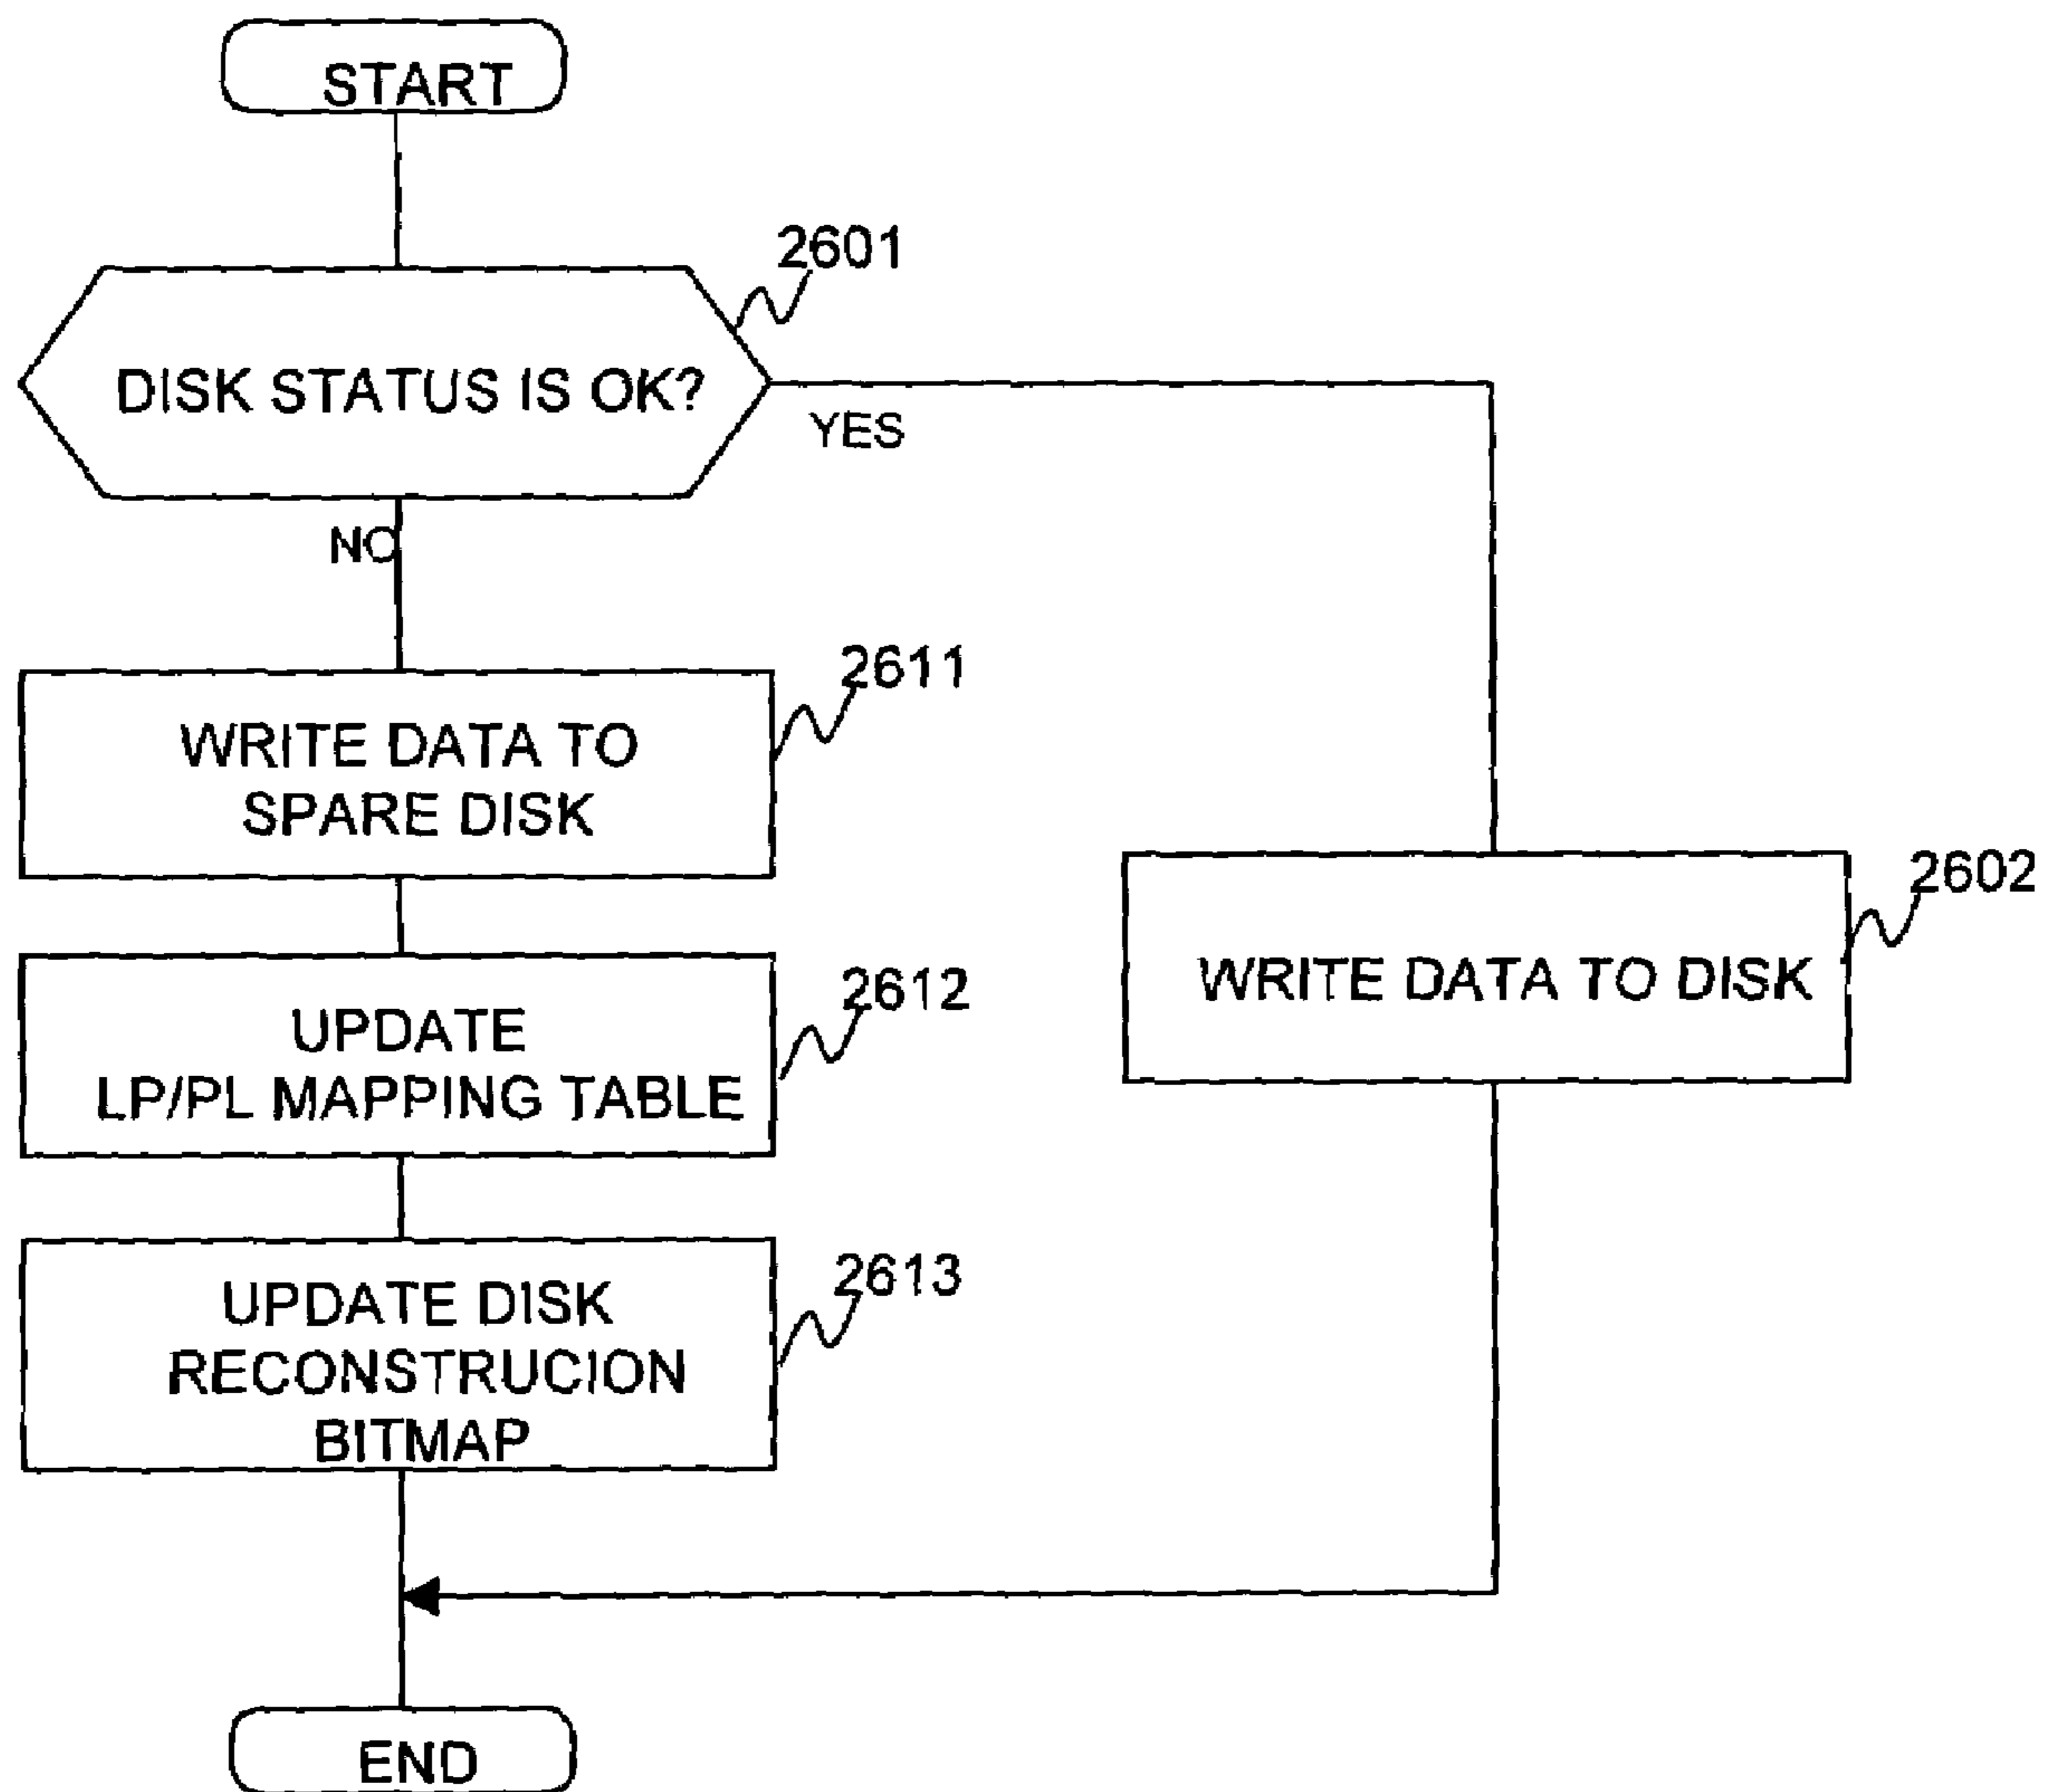 START
2601
DISK STATUS IS OK?
YES
NO
2611
WRITE DATA TO
SPARE DISK
2602
WRITE DATA TO DISK
2612
UPDATE
LP/PL MAPPING TABLE
2613
UPDATE DISK
RECONSTRUCION
BITMAP
END